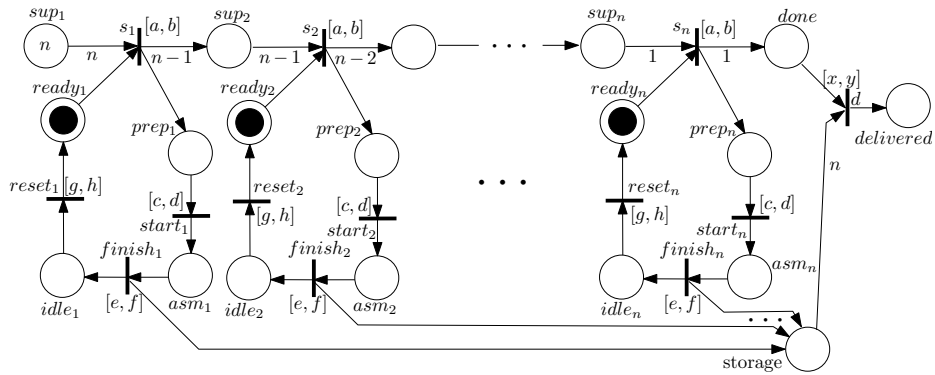 sup₁ sup₂ supₙ done
s₁ [a, b] s₂ [a, b] sₙ [a, b]
n n n−1 n−1 n−2 · · · 1 1
[x, y]
d
ready₁ ready₂ readyₙ
delivered
prep₁ prep₂ prepₙ
n
· · ·
reset₁ [g, h] reset₂ resetₙ
[g, h] [g, h]
[c, d] [c, d] [c, d]
start₁ start₂ startₙ
finish₁ finish₂ finishₙ
asmₙ
[e, f] [e, f] [e, f]
idle₁ asm₁ idle₂ asm₂ idleₙ
· · ·
storage